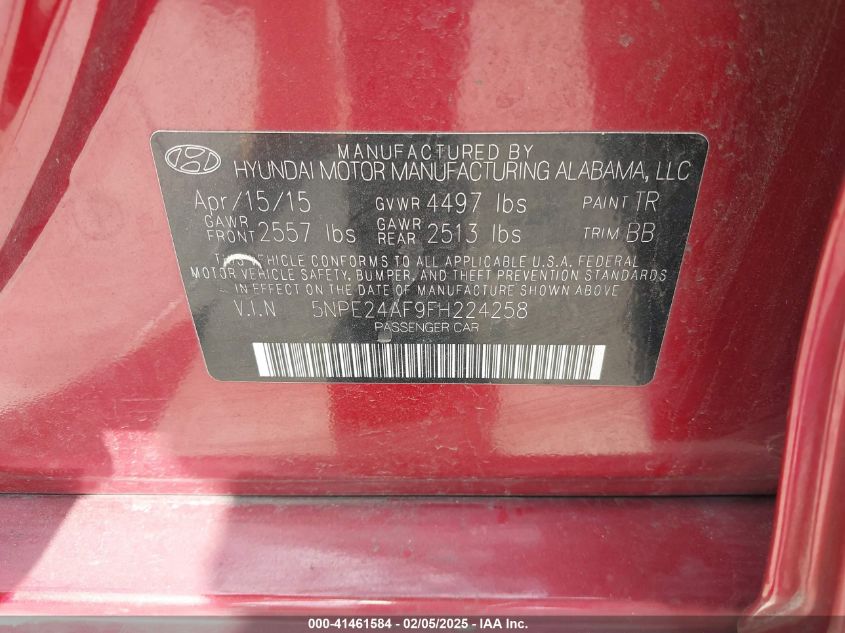 MANUFACTURED BY
HYUNDAI MOTOR MANUFACTURING ALABAMA, LLC
Apr/15/15 GVWR 4497 lbs PAINT TR
GAWR FRONT 2557 lbs GAWR REAR 2513 lbs TRIM BB
THIS VEHICLE CONFORMS TO ALL APPLICABLE U.S.A. FEDERAL
MOTOR VEHICLE SAFETY, BUMPER, AND THEFT PREVENTION STANDARDS
IN EFFECT ON THE DATE OF MANUFACTURE SHOWN ABOVE
V.I.N 5NPE24AF9FH224258
PASSENGER CAR
000-41461584 - 02/05/2025 - IAA Inc.